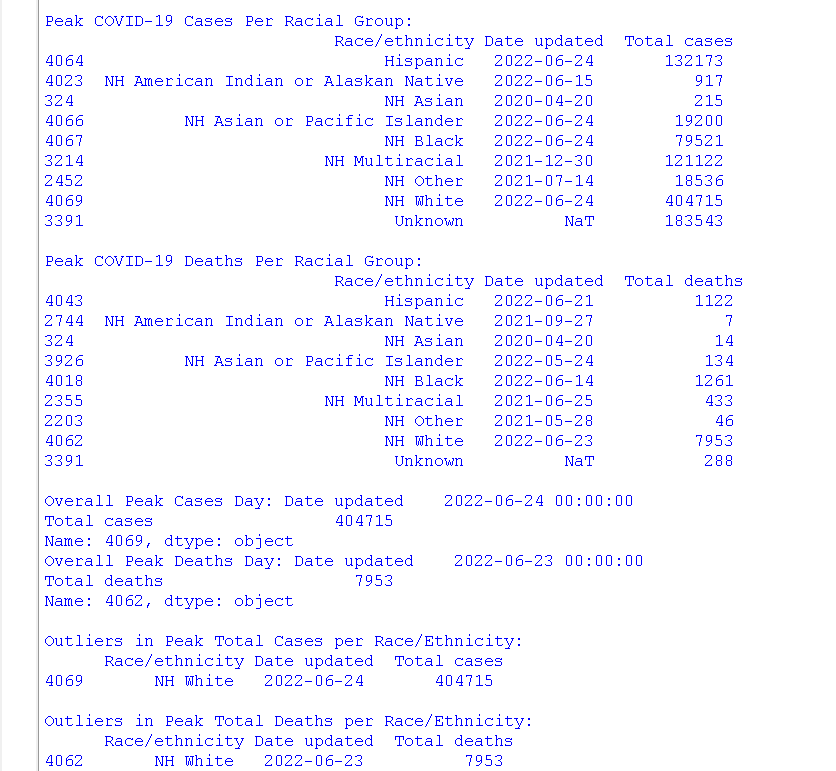 Peak COVID-19 Cases Per Racial Group:
Race/ethnicity Date updated Total cases
4064 Hispanic 2022-06-24 132173
4023 NH American Indian or Alaskan Native 2022-06-15 917
324 NH Asian 2020-04-20 215
4066 NH Asian or Pacific Islander 2022-06-24 19200
4067 NH Black 2022-06-24 79521
3214 NH Multiracial 2021-12-30 121122
2452 NH Other 2021-07-14 18536
4069 NH White 2022-06-24 404715
3391 Unknown NaT 183543
Peak COVID-19 Deaths Per Racial Group:
Race/ethnicity Date updated Total deaths
4043 Hispanic 2022-06-21 1122
2744 NH American Indian or Alaskan Native 2021-09-27 7
324 NH Asian 2020-04-20 14
3926 NH Asian or Pacific Islander 2022-05-24 134
4018 NH Black 2022-06-14 1261
2355 NH Multiracial 2021-06-25 433
2203 NH Other 2021-05-28 46
4062 NH White 2022-06-23 7953
3391 Unknown NaT 288
Overall Peak Cases Day: Date updated 2022-06-24 00:00:00
Total cases 404715
Name: 4069, dtype: object
Overall Peak Deaths Day: Date updated 2022-06-23 00:00:00
Total deaths 7953
Name: 4062, dtype: object
Outliers in Peak Total Cases per Race/Ethnicity:
Race/ethnicity Date updated Total cases
4069 NH White 2022-06-24 404715
Outliers in Peak Total Deaths per Race/Ethnicity:
Race/ethnicity Date updated Total deaths
4062 NH White 2022-06-23 7953